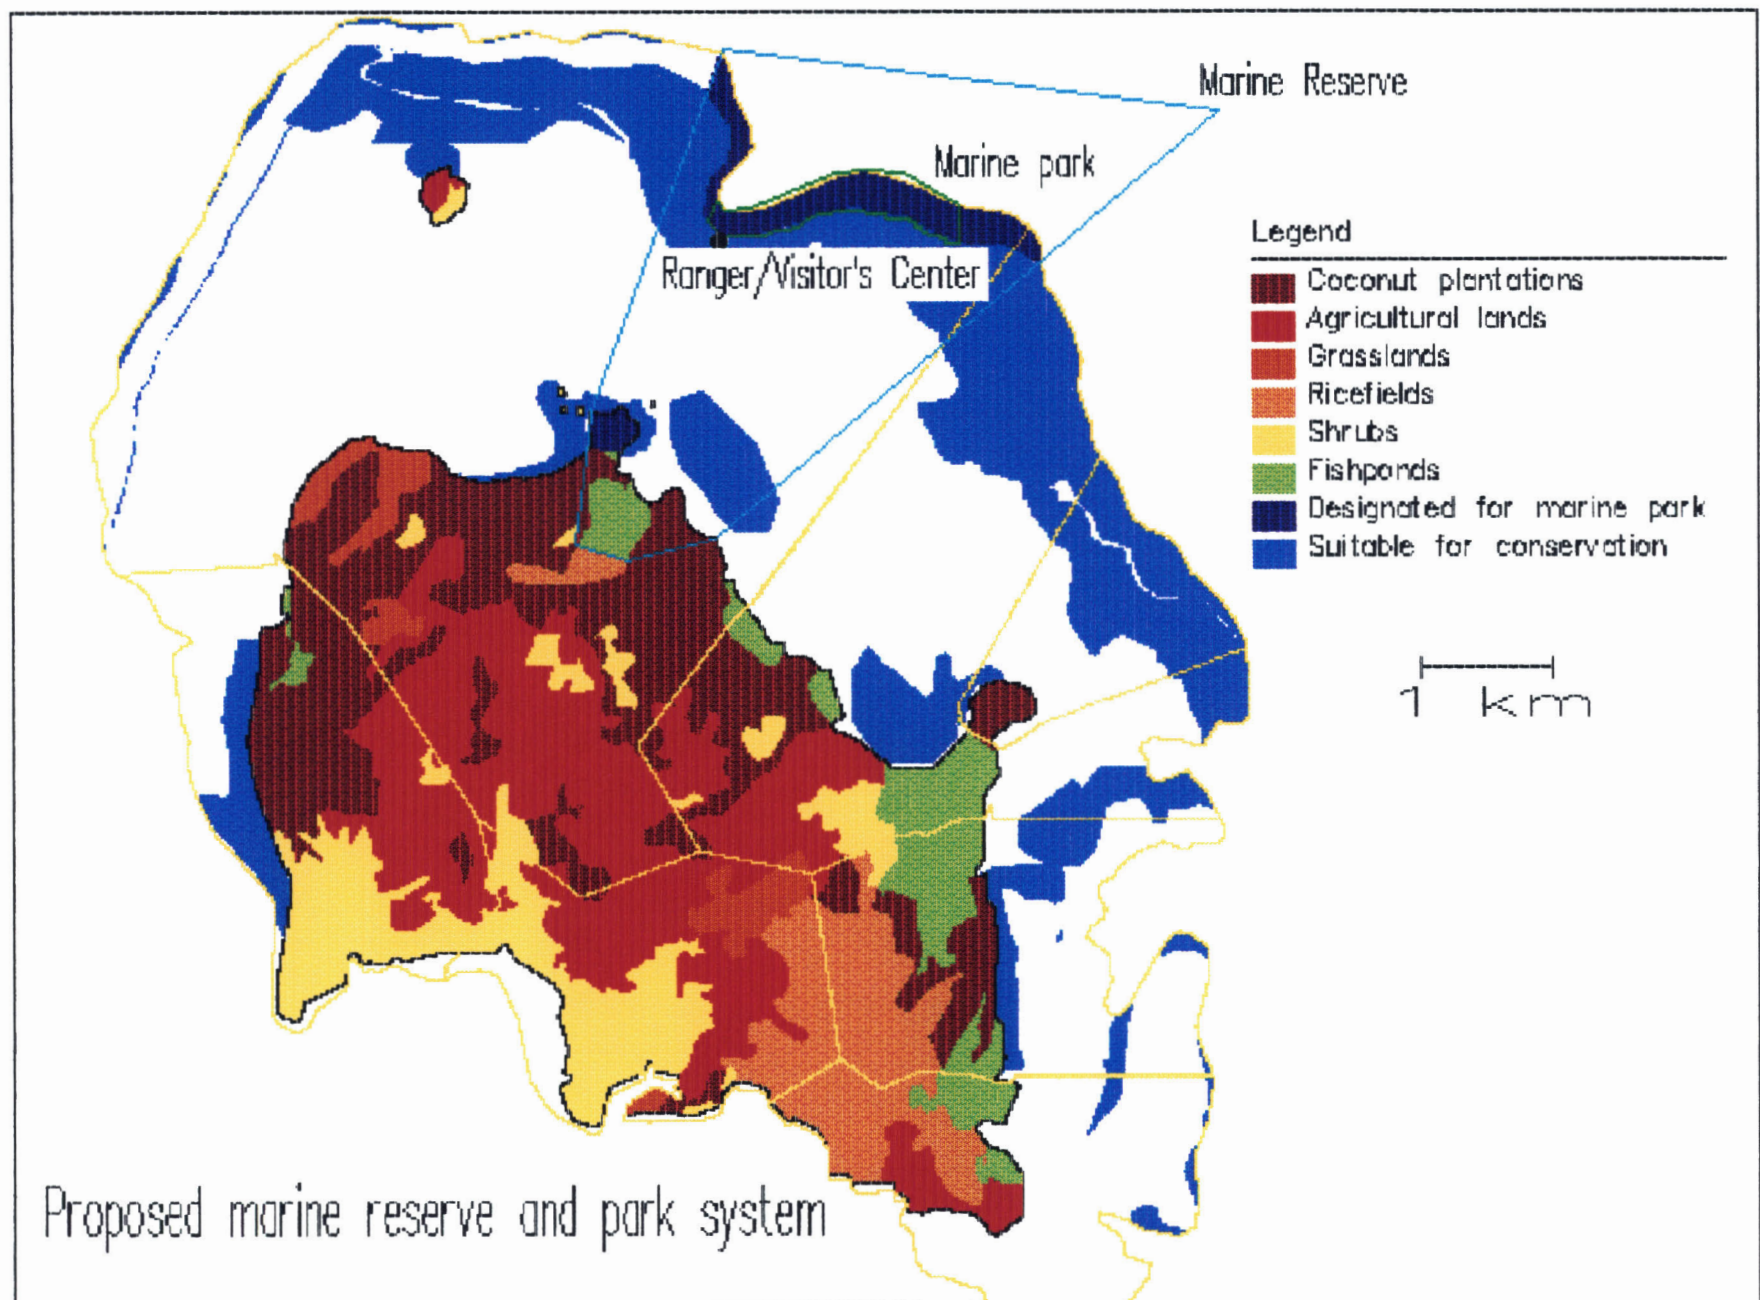 Marine Reserve
Marine park
Ranger/Visitor's Center
Legend
Coconut plantations
Agricultural lands
Grasslands
Ricefields
Shrubs
Fishponds
Designated for marine park
Suitable for conservation
1 km
Proposed marine reserve and park system